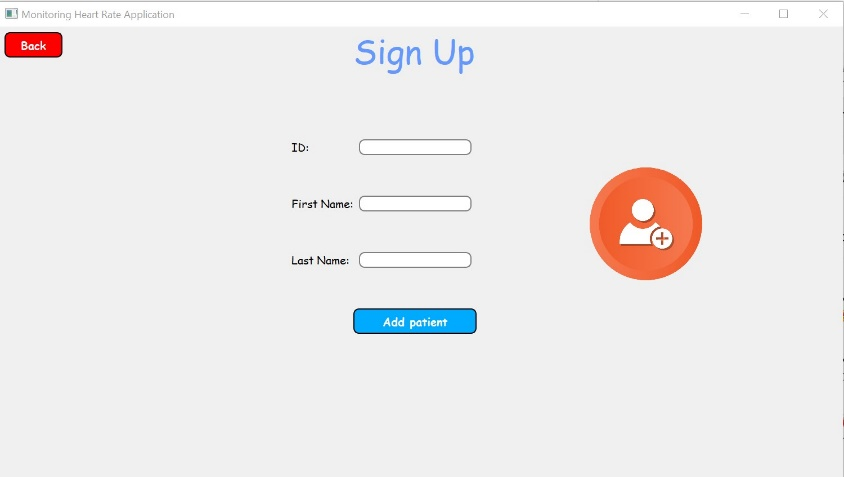 Monitoring Heart Rate Application
Back
Sign Up
ID:
First Name:
Last Name:
Add patient